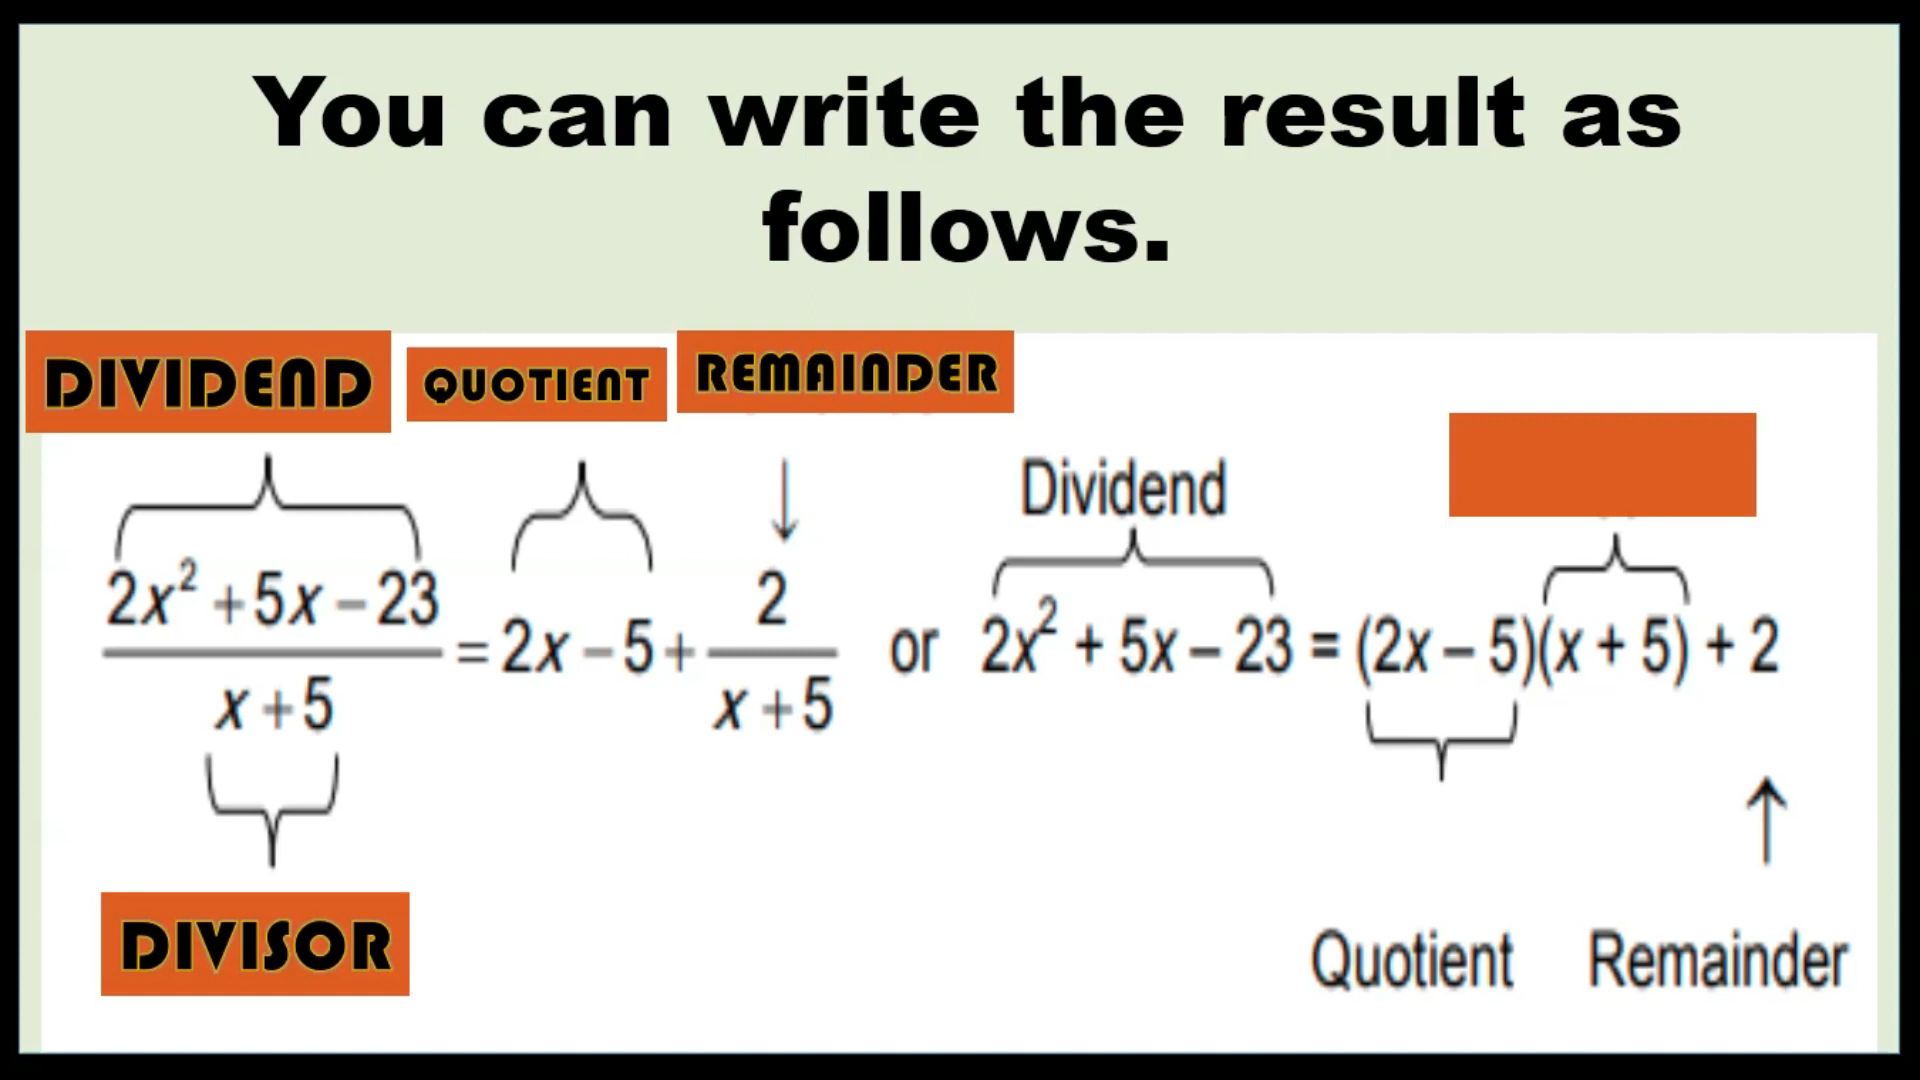 You can write the result as
follows.
DIVIDEND QUOTIENT REMAINDER
Dividend
2x² + 5x – 23
x + 5
= 2x – 5 +
2
x + 5
or 2x² + 5x – 23 = (2x – 5)(x + 5) + 2
DIVISOR
Quotient Remainder